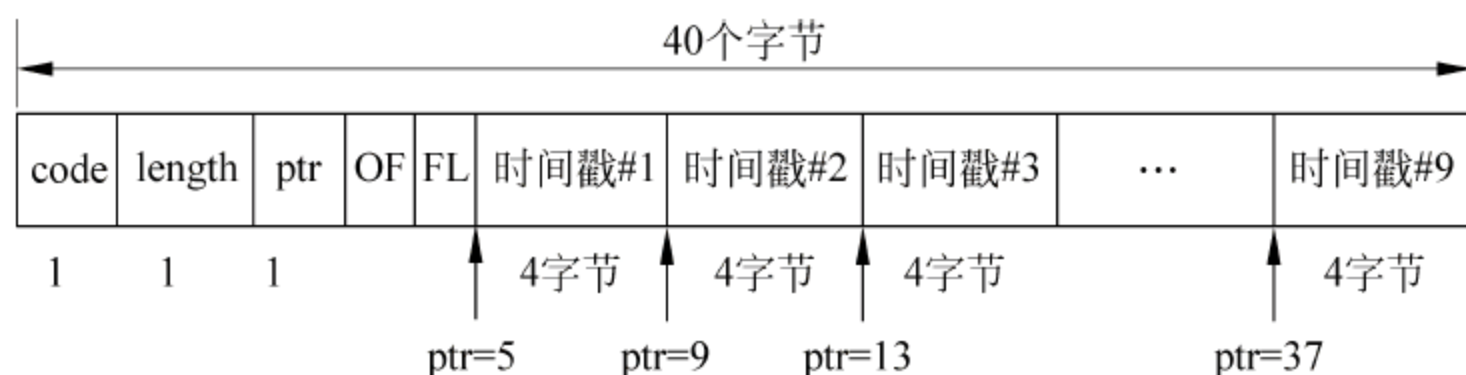 40个字节
code length ptr OF FL 时间戳#1 时间戳#2 时间戳#3 … 时间戳#9
1 1 1 4字节 4字节 4字节 4字节
ptr=5 ptr=9 ptr=13 ptr=37